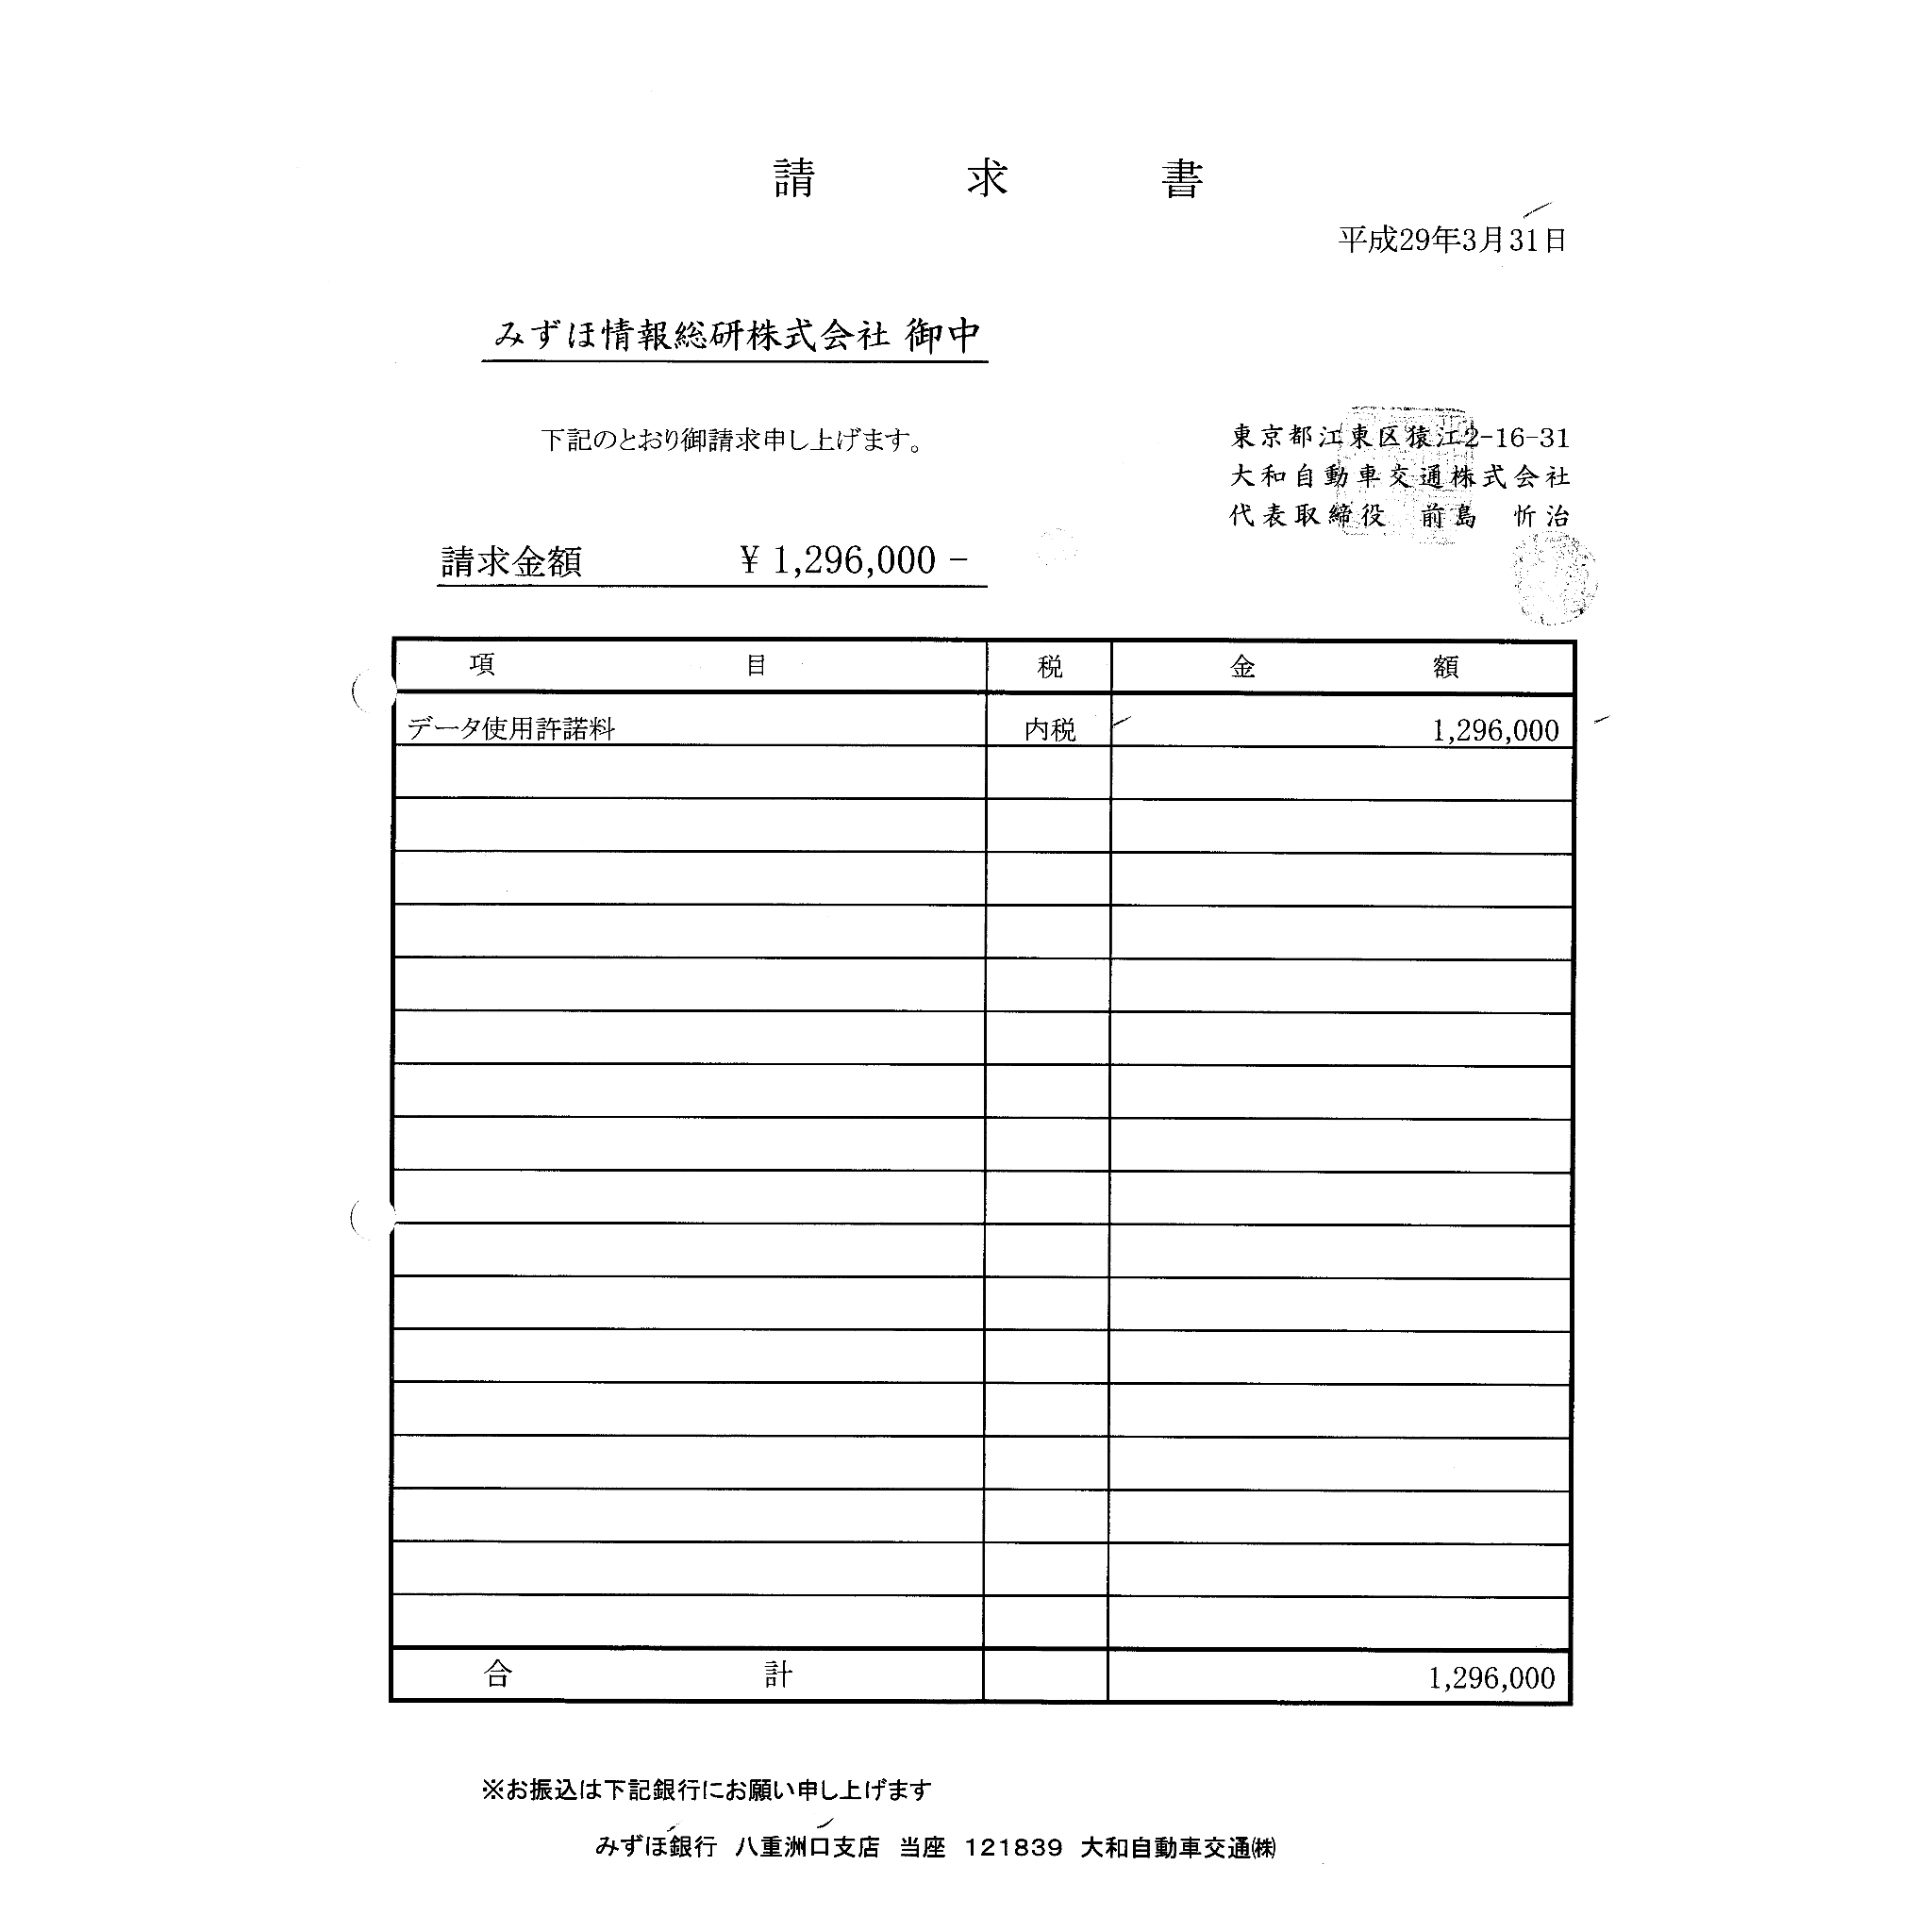 請求書
平成29年3月31日
みずほ情報総研株式会社 御中
下記のとおり御請求申し上げます。
東京都江東区猿江2-16-31
大和自動車交通株式会社
代表取締役 前島 忻治
請求金額 ¥ 1,296,000 −
項目 税 金額
データ使用許諾料 内税 1,296,000
合計 1,296,000
※お振込は下記銀行にお願い申し上げます
みずほ銀行 八重洲口支店 当座 121839 大和自動車交通㈱